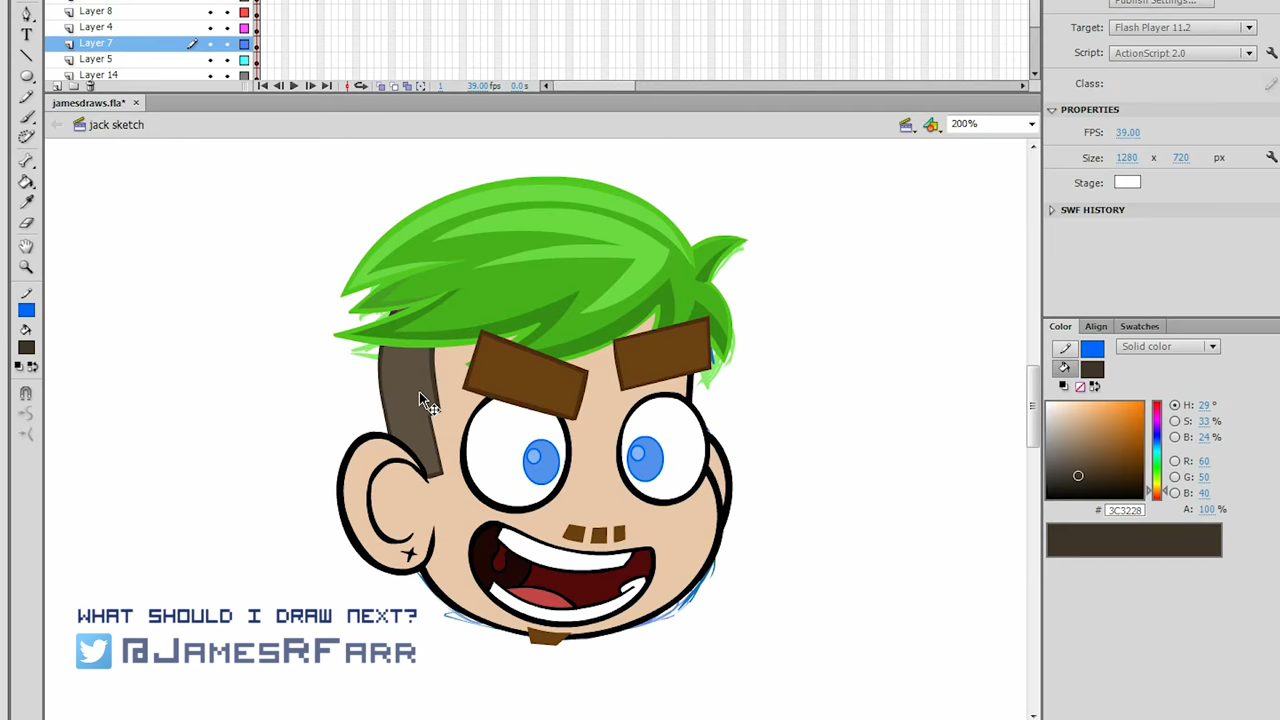 Layer 8
Layer 4
Layer 7
Layer 5
Layer 14
1 39.00 fps 0.0 s
jamesdraws.fla*
jack sketch
200%
WHAT SHOULD I DRAW NEXT?
@JamesRFarr
Publish Settings...
Target: Flash Player 11.2
Script: ActionScript 2.0
Class:
PROPERTIES
FPS: 39.00
Size: 1280 x 720 px
Stage:
SWF HISTORY
Color Align Swatches
Solid color
H: 29 °
S: 33 %
B: 24 %
R: 60
G: 50
B: 40
# 3C3228 A: 100 %